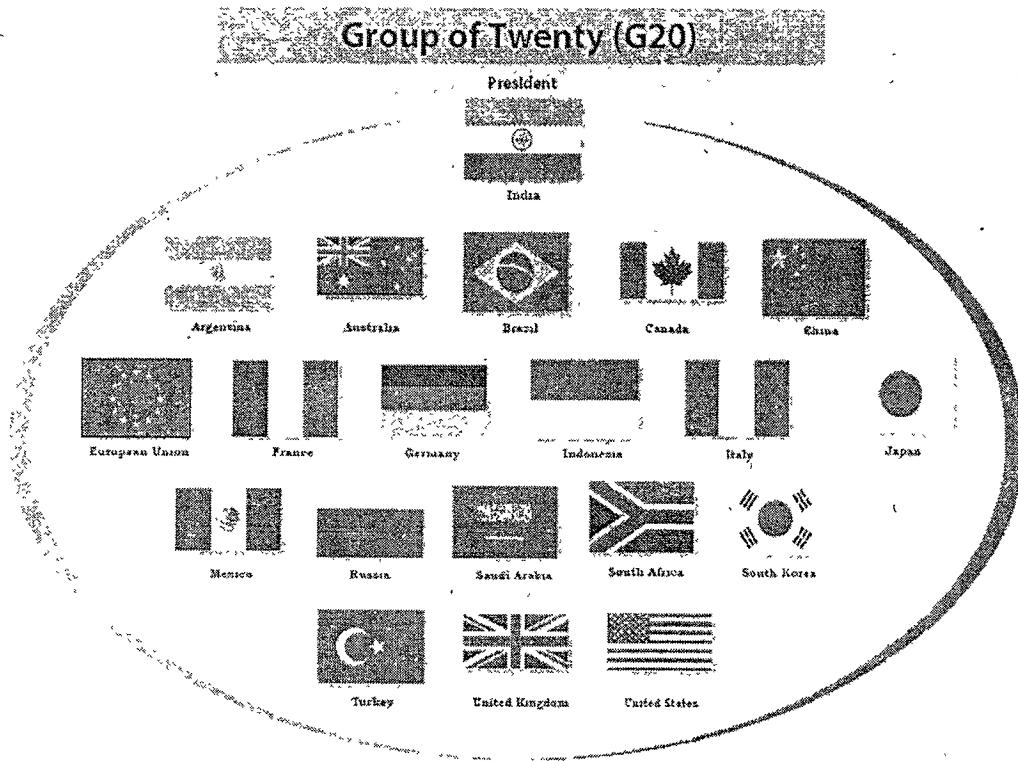 Group of Twenty (G20)
President
India
Argentina Australia Brazil Canada China
European Union France Germany Indonesia Italy Japan
Mexico Russia Saudi Arabia South Africa South Korea
Turkey United Kingdom United States